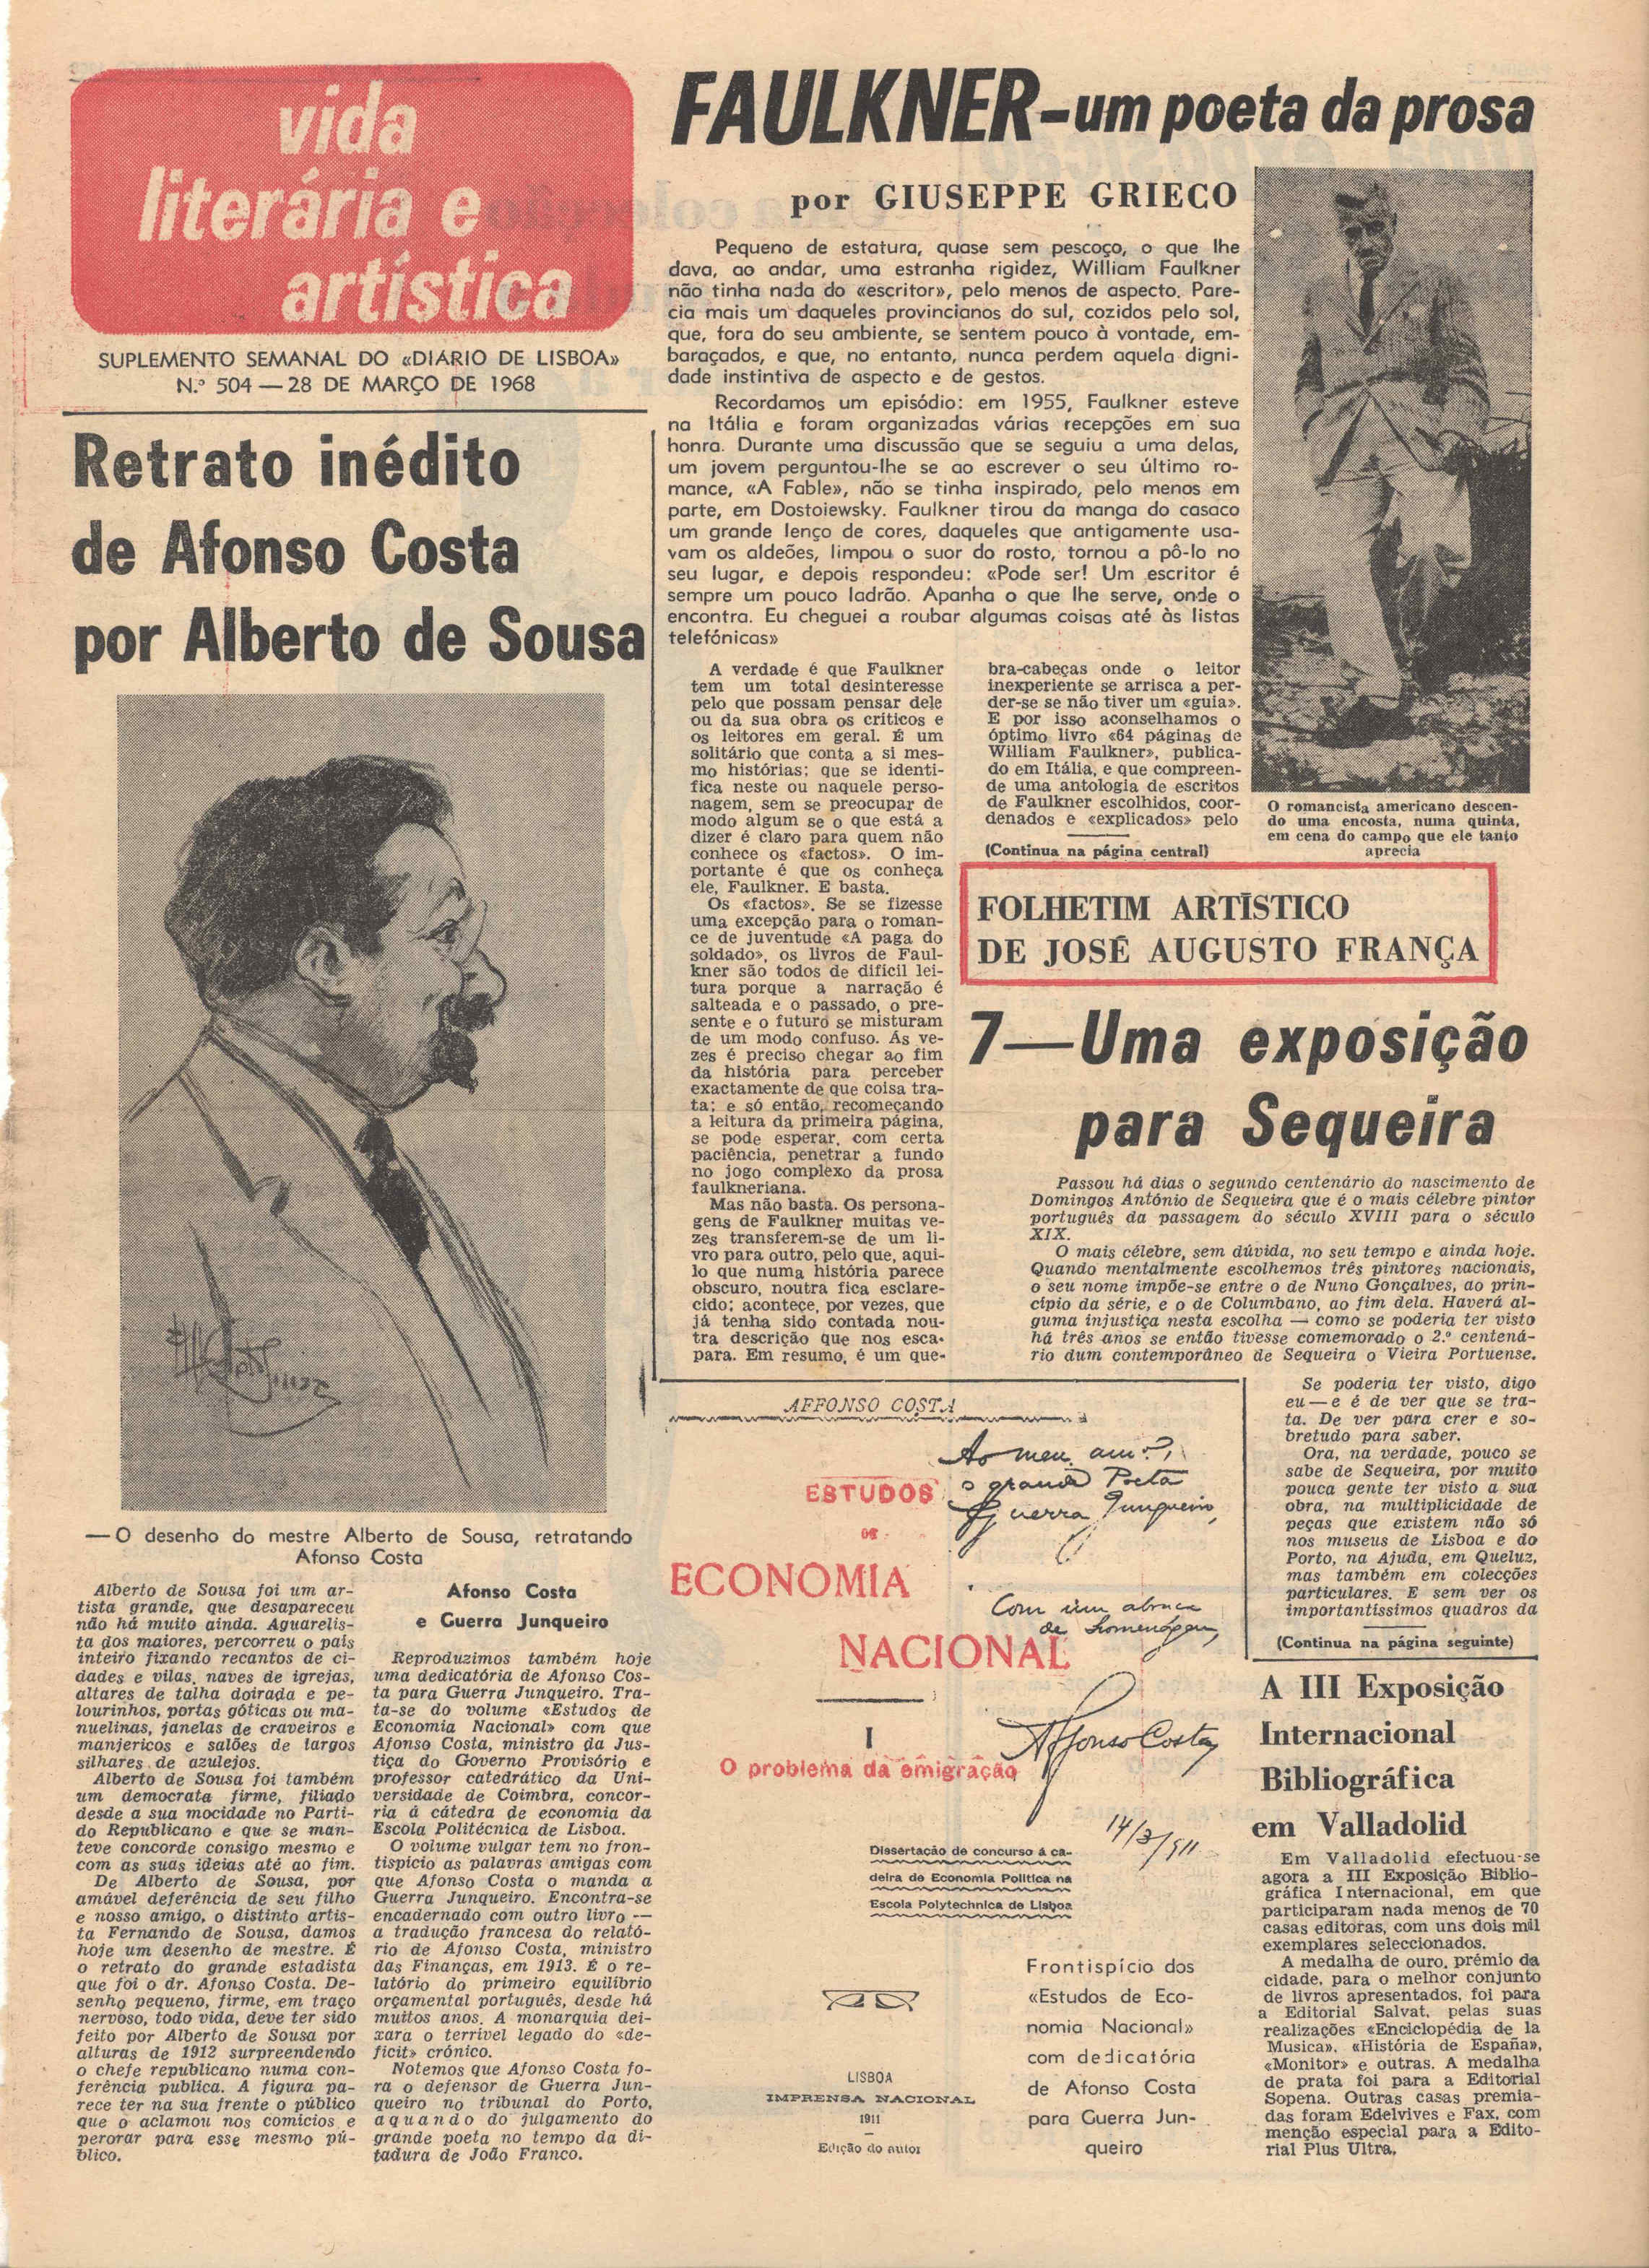 vida
literária e
artística
SUPLEMENTO SEMANAL DO «DIÁRIO DE LISBOA»
N.º 504 — 28 DE MARÇO DE 1968
Retrato inédito
de Afonso Costa
por Alberto de Sousa
— O desenho do mestre Alberto de Sousa, retratando
Afonso Costa
Alberto de Sousa foi um ar-
tista grande, que desapareceu
não há muito ainda. Aguarelis-
ta dos maiores, percorreu o país
inteiro fixando recantos de ci-
dades e vilas, naves de igrejas,
altares de talha doirada e pe-
lourinhos, portas góticas ou ma-
nuelinas, janelas de craveiros e
manjericos e salões de largos
silhares de azulejos.
Alberto de Sousa foi também
um democrata firme, filiado
desde a sua mocidade no Parti-
do Republicano e que se man-
teve concorde consigo mesmo e
com as suas ideias até ao fim.
De Alberto de Sousa, por
amável deferência de seu filho
e nosso amigo, o distinto artis-
ta Fernando de Sousa, damos
hoje um desenho de mestre. É
o retrato do grande estadista
que foi o dr. Afonso Costa. De-
senho pequeno, firme, em traço
nervoso, todo vida, deve ter sido
feito por Alberto de Sousa por
alturas de 1912 surpreendendo
o chefe republicano numa con-
ferência publica. A figura pa-
rece ter na sua frente o público
que o aclamou nos comícios e
perorar para esse mesmo pú-
blico.
Afonso Costa
e Guerra Junqueiro
Reproduzimos também hoje
uma dedicatória de Afonso Cos-
ta para Guerra Junqueiro. Tra-
ta-se do volume «Estudos de
Economia Nacional» com que
Afonso Costa, ministro da Jus-
tiça do Governo Provisório e
professor catedrático da Uni-
versidade de Coimbra, concor-
ria à cátedra de economia da
Escola Politécnica de Lisboa.
O volume vulgar tem no fron-
tispício as palavras amigas com
que Afonso Costa o manda a
Guerra Junqueiro. Encontra-se
encadernado com outro livro —
a tradução francesa do relató-
rio de Afonso Costa, ministro
das Finanças, em 1913. É o re-
latório do primeiro equilíbrio
orçamental português, desde há
muitos anos. A monarquia dei-
xara o terrível legado do «de-
ficit» crónico.
Notemos que Afonso Costa fo-
ra o defensor de Guerra Jun-
queiro no tribunal do Porto,
aquando do julgamento do
grande poeta no tempo da di-
tadura de João Franco.
FAULKNER-um poeta da prosa
por GIUSEPPE GRIECO
Pequeno de estatura, quase sem pescoço, o que lhe
dava, ao andar, uma estranha rigidez, William Faulkner
não tinha nada do «escritor», pelo menos de aspecto. Pare-
cia mais um daqueles provincianos do sul, cozidos pelo sol,
que, fora do seu ambiente, se sentem pouco à vontade, em-
baraçados, e que, no entanto, nunca perdem aquela digni-
dade instintiva de aspecto e de gestos.
Recordamos um episódio: em 1955, Faulkner esteve
na Itália e foram organizadas várias recepções em sua
honra. Durante uma discussão que se seguiu a uma delas,
um jovem perguntou-lhe se ao escrever o seu último ro-
mance, «A Fable», não se tinha inspirado, pelo menos em
parte, em Dostoiewsky. Faulkner tirou da manga do casaco
um grande lenço de cores, daqueles que antigamente usa-
vam os aldeões, limpou o suor do rosto, tornou a pô-lo no
seu lugar, e depois respondeu: «Pode ser! Um escritor é
sempre um pouco ladrão. Apanha o que lhe serve, onde o
encontra. Eu cheguei a roubar algumas coisas até às listas
telefónicas»
A verdade é que Faulkner
tem um total desinteresse
pelo que possam pensar dele
ou da sua obra os críticos e
os leitores em geral. É um
solitário que conta a si mes-
mo histórias; que se identi-
fica neste ou naquele perso-
nagem, sem se preocupar de
modo algum se o que está a
dizer é claro para quem não
conhece os «factos». O im-
portante é que os conheça
ele, Faulkner. E basta.
Os «factos». Se se fizesse
uma excepção para o roman-
ce de juventude «A paga do
soldado», os livros de Faul-
kner são todos de difícil lei-
tura porque a narração é
salteada e o passado, o pre-
sente e o futuro se misturam
de um modo confuso. Às ve-
zes é preciso chegar ao fim
da história para perceber
exactamente de que coisa tra-
ta; e só então, recomeçando
a leitura da primeira página,
se pode esperar, com certa
paciência, penetrar a fundo
no jogo complexo da prosa
faulkneriana.
Mas não basta. Os persona-
gens de Faulkner muitas ve-
zes transferem-se de um li-
vro para outro, pelo que, aqui-
lo que numa história parece
obscuro, noutra fica esclare-
cido; acontece, por vezes, que
já tenha sido contada nou-
tra descrição que nos esca-
para. Em resumo, é um que-
bra-cabeças onde o leitor
inexperiente se arrisca a per-
der-se se não tiver um «guia».
E por isso aconselhamos o
óptimo livro «64 páginas de
William Faulkner», publica-
do em Itália, e que compreen-
de uma antologia de escritos
de Faulkner escolhidos, coor-
denados e «explicados» pelo
(Continua na página central)
O romancista americano descen-
do uma encosta, numa quinta,
em cena do campo que ele tanto
aprecia
FOLHETIM ARTÍSTICO
DE JOSÉ AUGUSTO FRANÇA
7—Uma exposição
para Sequeira
Passou há dias o segundo centenário do nascimento de
Domingos António de Sequeira que é o mais célebre pintor
português da passagem do século XVIII para o século
XIX.
O mais célebre, sem dúvida, no seu tempo e ainda hoje.
Quando mentalmente escolhemos três pintores nacionais,
o seu nome impõe-se entre o de Nuno Gonçalves, ao prin-
cípio da série, e o de Columbano, ao fim dela. Haverá al-
guma injustiça nesta escolha — como se poderia ter visto
há três anos se então tivesse comemorado o 2.º centená-
rio dum contemporâneo de Sequeira o Vieira Portuense.
Se poderia ter visto, digo
eu — e é de ver que se tra-
ta. De ver para crer e so-
bretudo para saber.
Ora, na verdade, pouco se
sabe de Sequeira, por muito
pouca gente ter visto a sua
obra, na multiplicidade de
peças que existem não só
nos museus de Lisboa e do
Porto, na Ajuda, em Queluz,
mas também em colecções
particulares. E sem ver os
importantíssimos quadros da
(Continua na página seguinte)
AFFONSO COSTA
Ao meu am.º,
o grande Poeta
Guerra Junqueiro,
ESTUDOS
DE
ECONOMIA
Com um abraço
de homenagem,
NACIONAL
I
Affonso Costa
O problema da emigração
14/3/911
Dissertação de concurso á ca-
deira de Economia Politica na
Escola Polytechnica de Lisboa
LISBOA
IMPRENSA NACIONAL
1911
Edição do autor
Frontispício dos
«Estudos de Eco-
nomia Nacional»
com dedicatória
de Afonso Costa
para Guerra Jun-
queiro
A III Exposição
Internacional
Bibliográfica
em Valladolid
Em Valladolid efectuou-se
agora a III Exposição Biblio-
gráfica Internacional, em que
participaram nada menos de 70
casas editoras, com uns dois mil
exemplares seleccionados.
A medalha de ouro, prémio da
cidade, para o melhor conjunto
de livros apresentados, foi para
a Editorial Salvat, pelas suas
realizações «Enciclopédia de la
Musica», «História de España»,
«Monitor» e outras. A medalha
de prata foi para a Editorial
Sopena. Outras casas premia-
das foram Edelvives e Fax, com
menção especial para a Edito-
rial Plus Ultra.